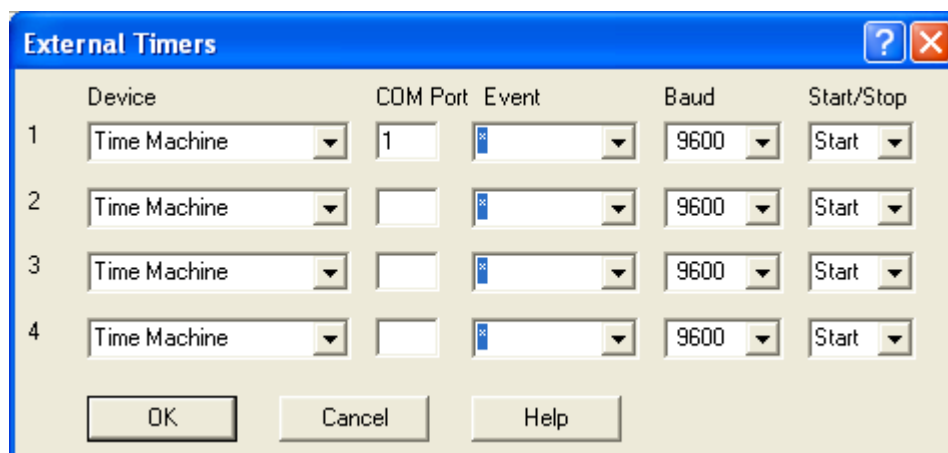 External Timers
Device COM Port Event Baud Start/Stop
1 Time Machine 1 * 9600 Start
2 Time Machine * 9600 Start
3 Time Machine * 9600 Start
4 Time Machine * 9600 Start
OK Cancel Help